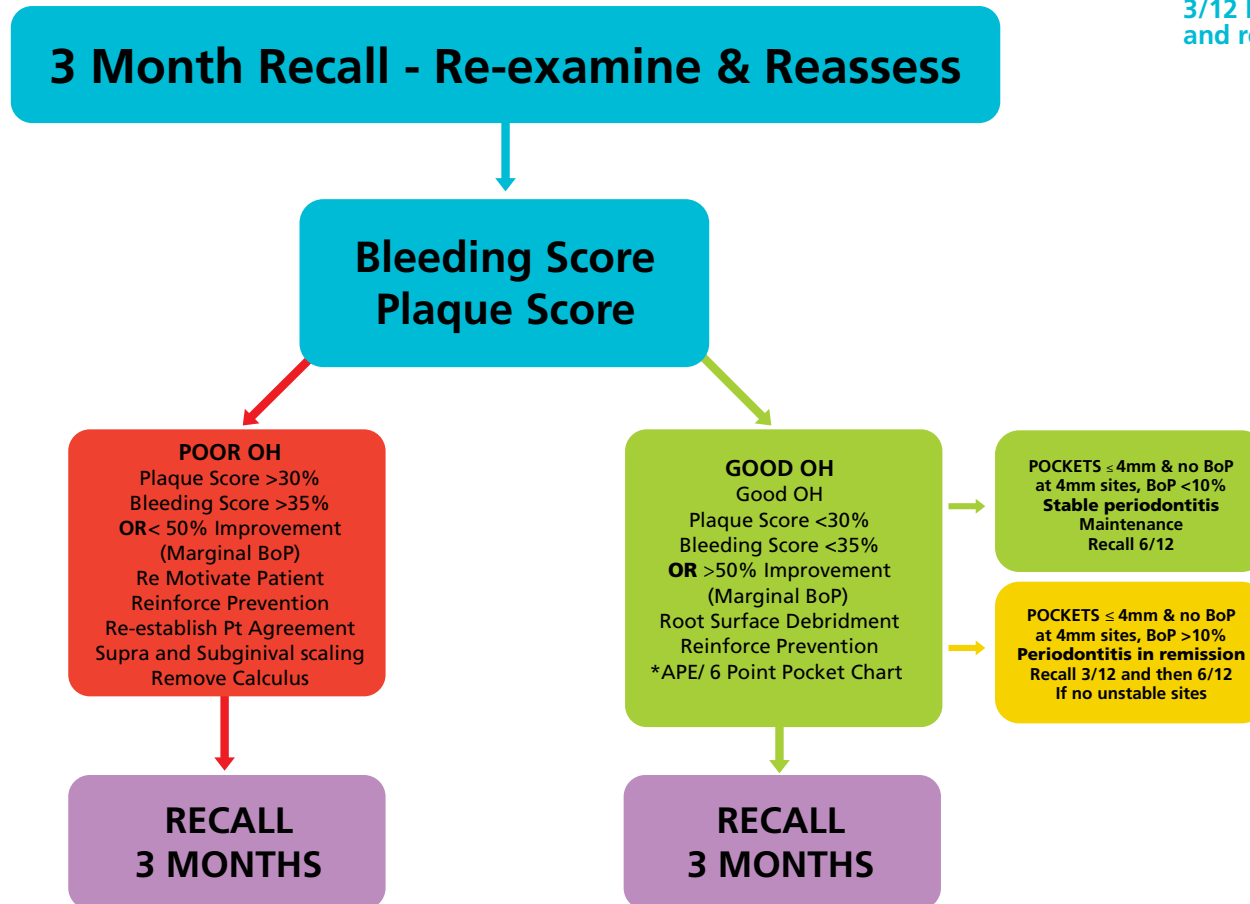 3/12
3 Month Recall - Re-examine & Reassess
Bleeding Score
Plaque Score
POOR OH
Plaque Score >30%
Bleeding Score >35%
OR< 50% Improvement
(Marginal BoP)
Re Motivate Patient
Reinforce Prevention
Re-establish Pt Agreement
Supra and Subginival scaling
Remove Calculus
RECALL
3 MONTHS
GOOD OH
Good OH
Plaque Score <30%
Bleeding Score <35%
OR >50% Improvement
(Marginal BoP)
Root Surface Debridment
Reinforce Prevention
*APE/ 6 Point Pocket Chart
RECALL
3 MONTHS
POCKETS ≤ 4mm & no BoP
at 4mm sites, BoP <10%
Stable periodontitis
Maintenance
Recall 6/12
POCKETS ≤ 4mm & no BoP
at 4mm sites, BoP >10%
Periodontitis in remission
Recall 3/12 and then 6/12
If no unstable sites
and